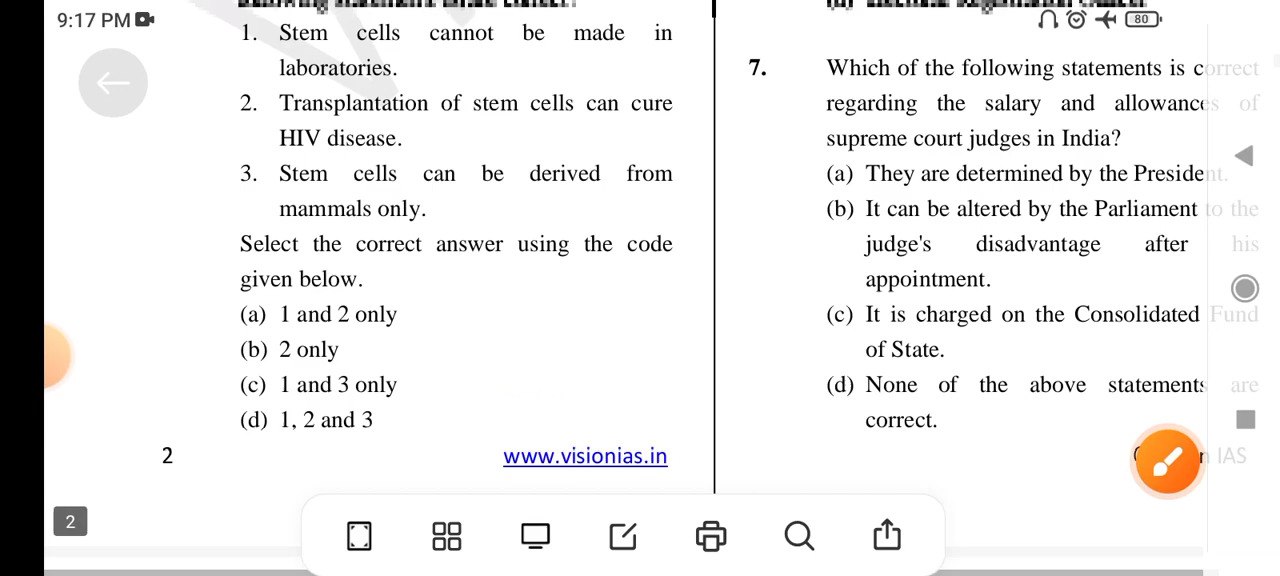 9:17 PM
80
1. Stem cells cannot be made in
laboratories.
2. Transplantation of stem cells can cure
HIV disease.
3. Stem cells can be derived from
mammals only.
Select the correct answer using the code
given below.
(a) 1 and 2 only
(b) 2 only
(c) 1 and 3 only
(d) 1, 2 and 3
2
www.visionias.in
7. Which of the following statements is correct
regarding the salary and allowances of
supreme court judges in India?
(a) They are determined by the President.
(b) It can be altered by the Parliament to the
judge's disadvantage after his
appointment.
(c) It is charged on the Consolidated Fund
of State.
(d) None of the above statements are
correct.
IAS
2